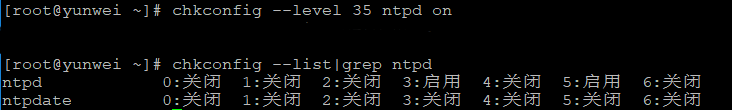 [root@yunwei ~]# chkconfig --level 35 ntpd on
[root@yunwei ~]# chkconfig --list|grep ntpd
ntpd 0:关闭 1:关闭 2:关闭 3:启用 4:关闭 5:启用 6:关闭
ntpdate 0:关闭 1:关闭 2:关闭 3:关闭 4:关闭 5:关闭 6:关闭